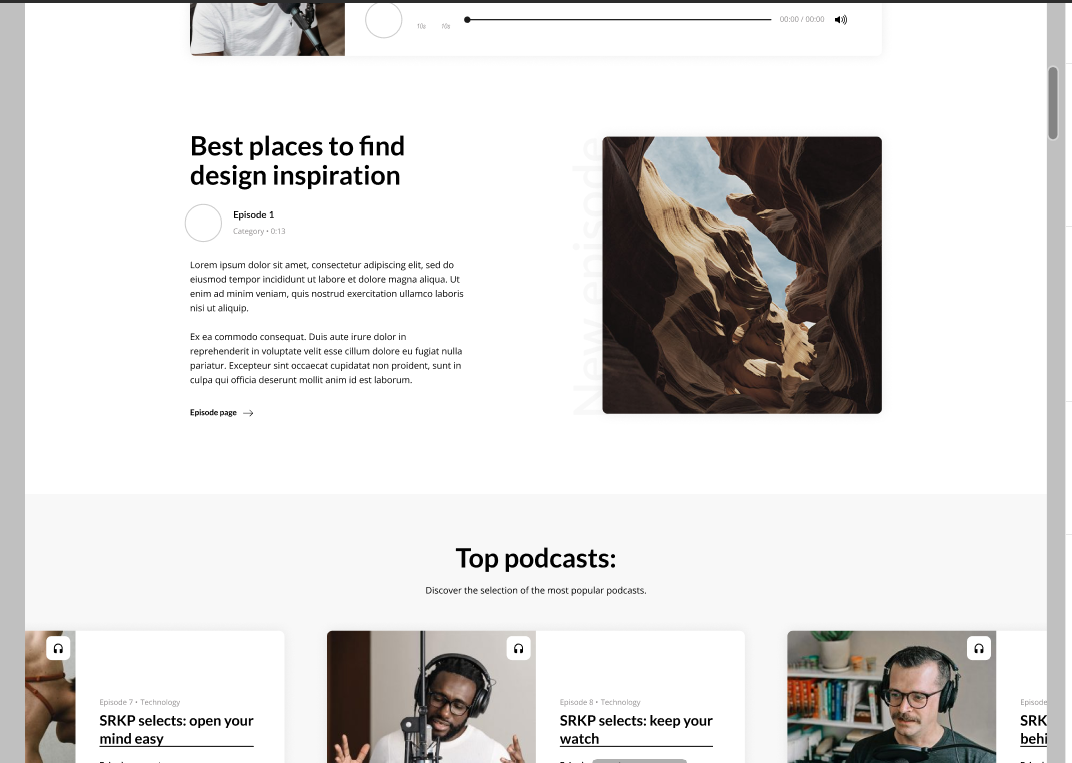 10s 10s 00:00 / 00:00
Best places to find
design inspiration
Episode 1
Category • 0:13
Lorem ipsum dolor sit amet, consectetur adipiscing elit, sed do
eiusmod tempor incididunt ut labore et dolore magna aliqua. Ut
enim ad minim veniam, quis nostrud exercitation ullamco laboris
nisi ut aliquip.
Ex ea commodo consequat. Duis aute irure dolor in
reprehenderit in voluptate velit esse cillum dolore eu fugiat nulla
pariatur. Excepteur sint occaecat cupidatat non proident, sunt in
culpa qui officia deserunt mollit anim id est laborum.
Episode page
New episode
Top podcasts:
Discover the selection of the most popular podcasts.
Episode 7 • Technology
SRKP selects: open your
mind easy
Episode 8 • Technology
SRKP selects: keep your
watch
Episode
SRK
behi